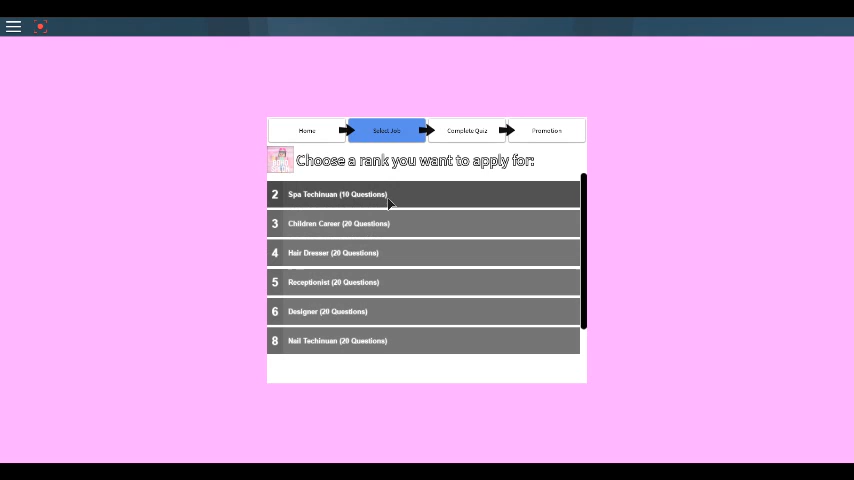 Home
Select Job
Complete Quiz
Promotion
Choose a rank you want to apply for:
2 Spa Techinuan (10 Questions)
3 Children Career (20 Questions)
4 Hair Dresser (20 Questions)
5 Receptionist (20 Questions)
6 Designer (20 Questions)
8 Nail Techinuan (20 Questions)